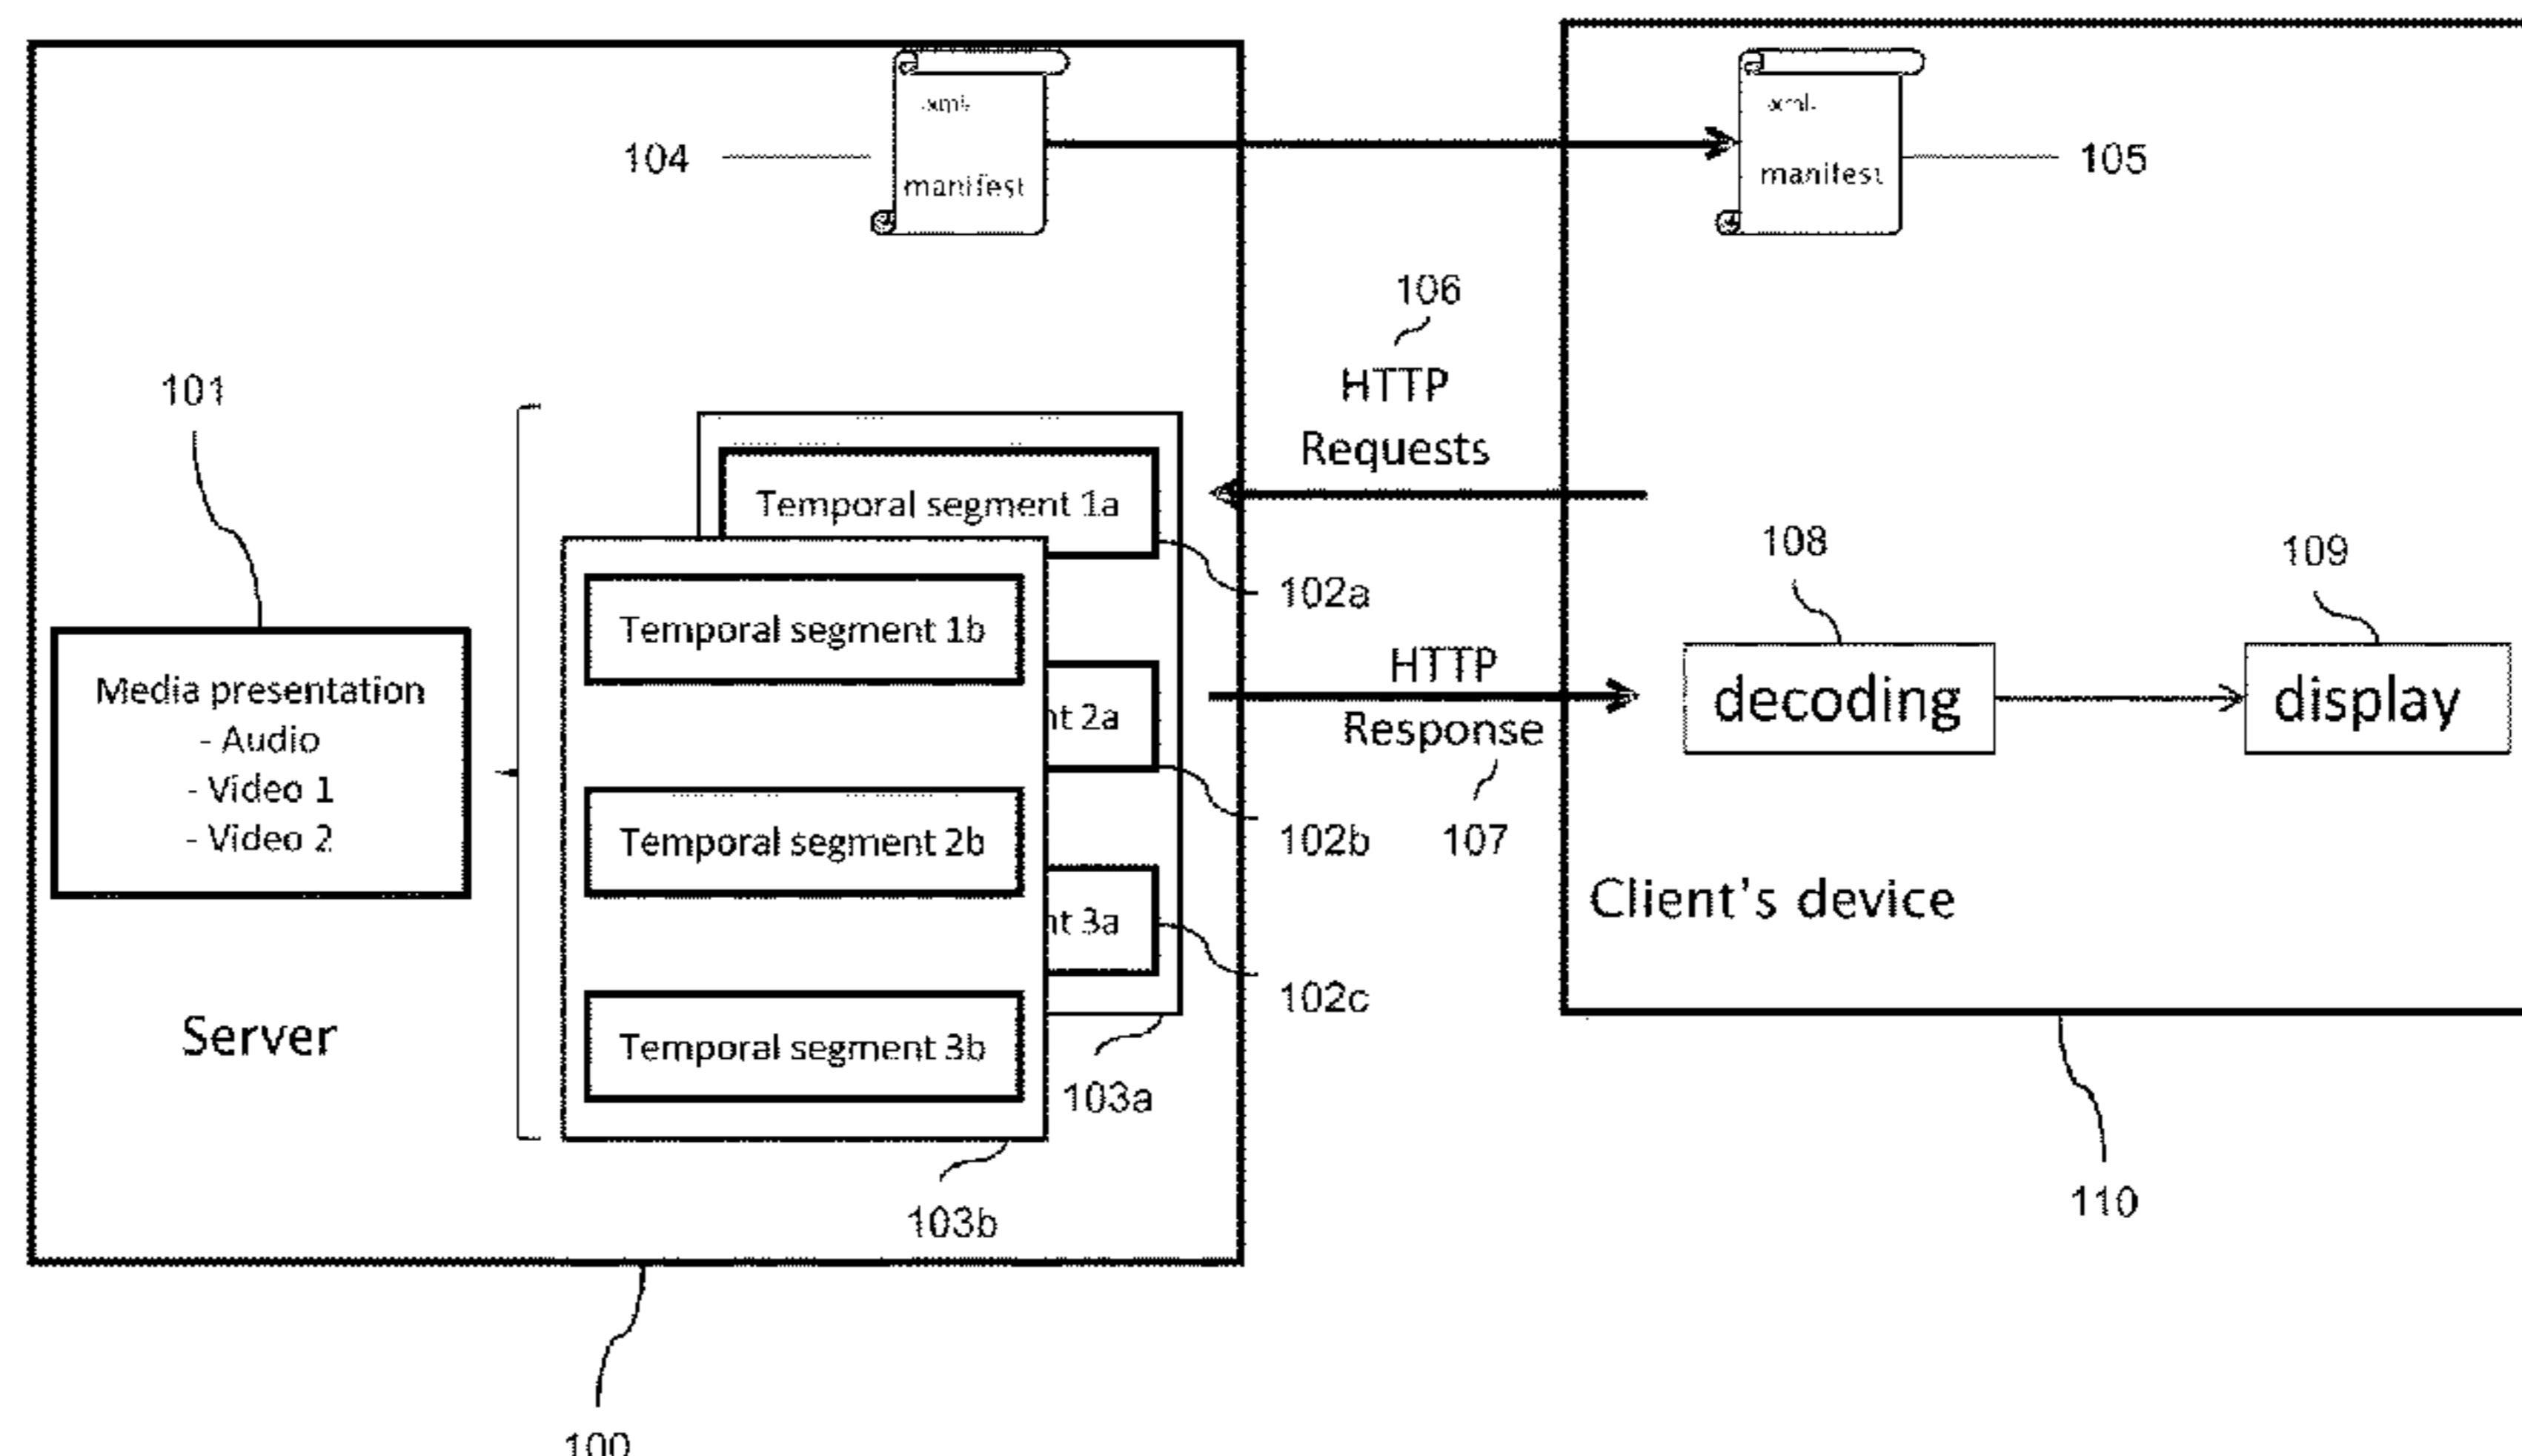 xml
manifest
104
xml
manifest
105
106
HTTP
Requests
101
Temporal segment 1a
102a
Temporal segment 1b
Media presentation
- Audio
- Video 1
- Video 2
nt 2a
102b
Temporal segment 2b
HTTP
Response
107
108
decoding
109
display
Client's device
nt 3a
102c
Temporal segment 3b
Server
103a
103b
110
100